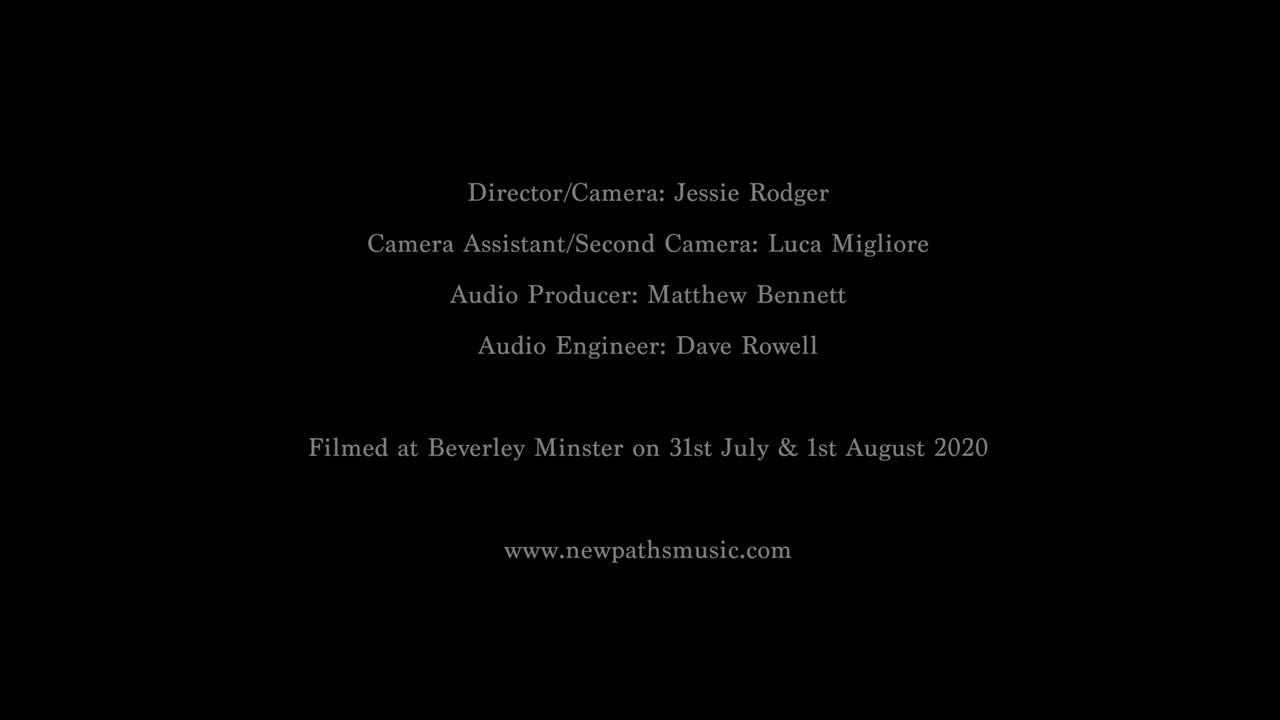 Director/Camera: Jessie Rodger
Camera Assistant/Second Camera: Luca Migliore
Audio Producer: Matthew Bennett
Audio Engineer: Dave Rowell
Filmed at Beverley Minster on 31st July & 1st August 2020
www.newpathsmusic.com